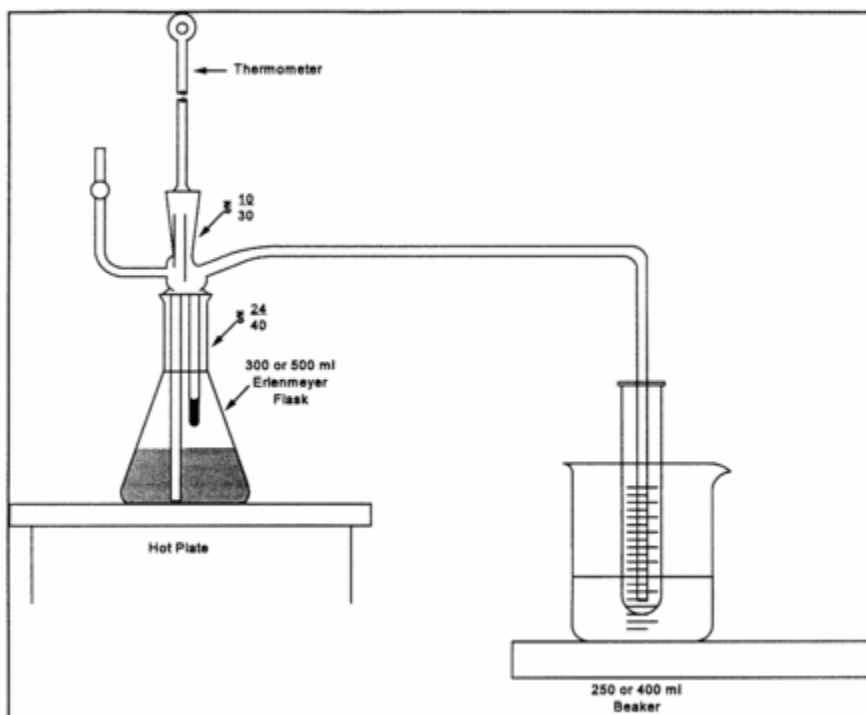 Thermometer
10
30
24
40
300 or 500 ml
Erlenmeyer
Flask
Hot Plate
250 or 400 ml
Beaker